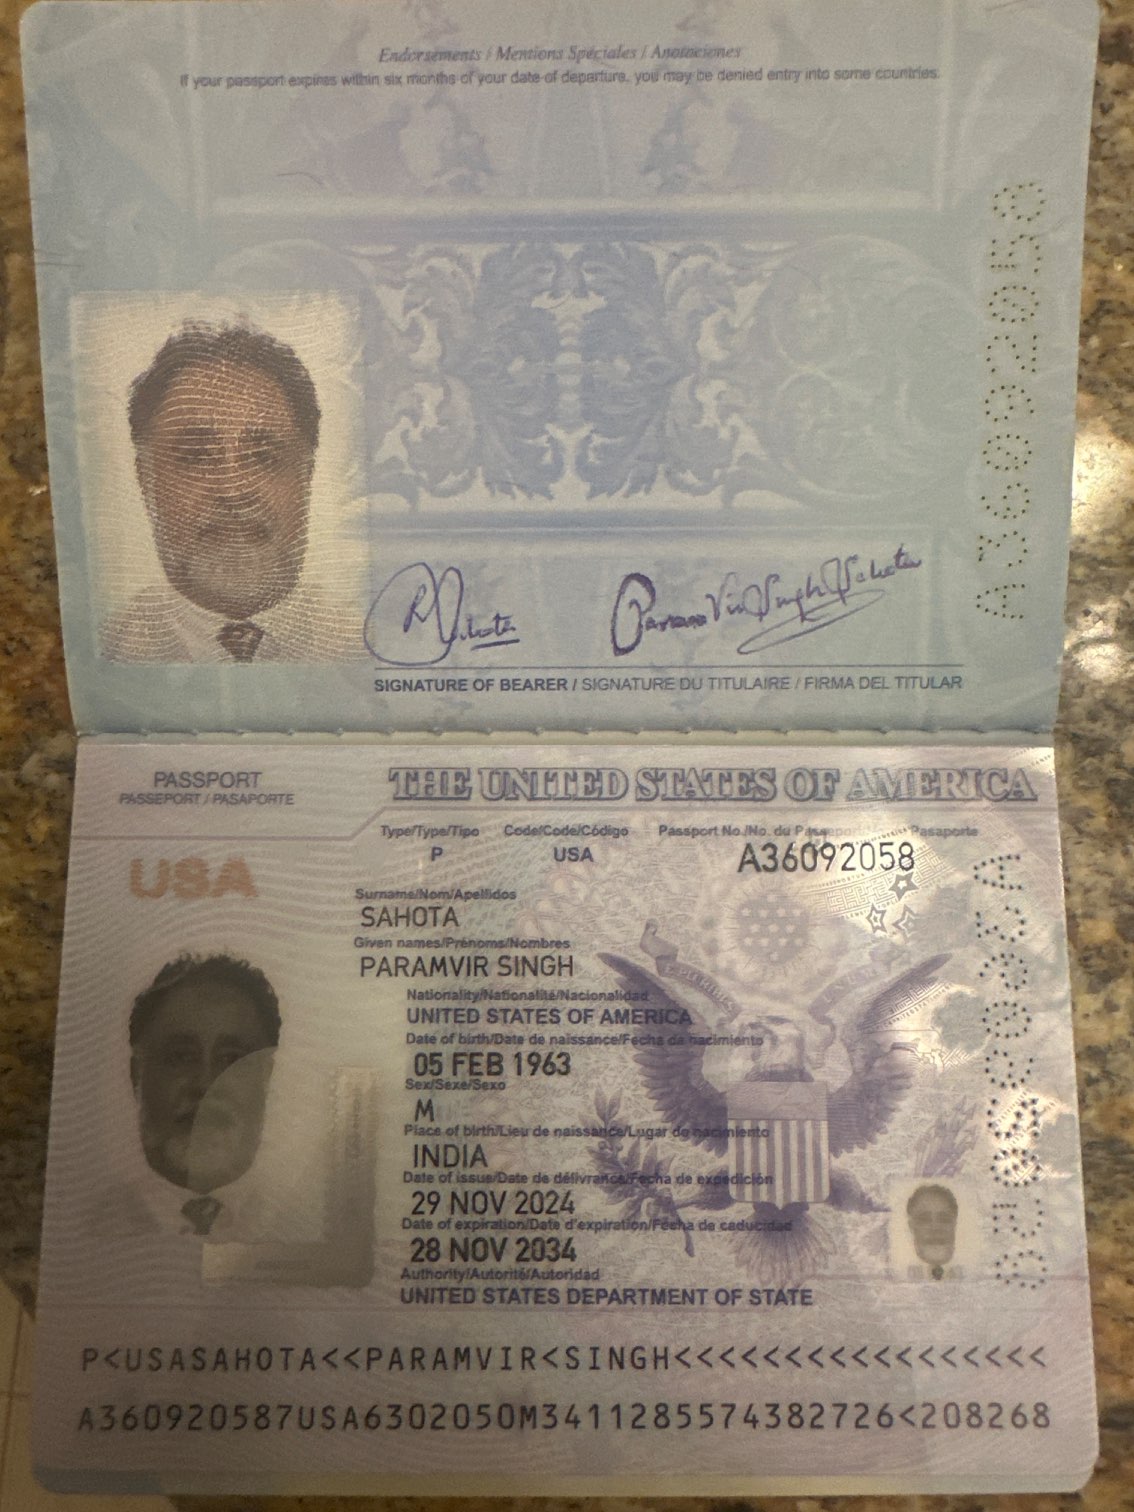 Endorsements / Mentions Spéciales / Anotaciones
If your passport expires within six months of your date of departure, you may be denied entry into some countries.
A36092058
SIGNATURE OF BEARER / SIGNATURE DU TITULAIRE / FIRMA DEL TITULAR
PASSPORT
PASSEPORT / PASAPORTE
THE UNITED STATES OF AMERICA
USA
Type/Type/Tipo Code/Code/Código Passport No./No. du Passeport Pasaporte
P USA A36092058
Surname/Nom/Apellidos
SAHOTA
Given names/Prénoms/Nombres
PARAMVIR SINGH
Nationality/Nationalité/Nacionalidad
UNITED STATES OF AMERICA
Date of birth/Date de naissance/Fecha de nacimiento
05 FEB 1963
Sex/Sexe/Sexo
M
Place of birth/Lieu de naissance/Lugar de nacimiento
INDIA
Date of issue/Date de délivrance/Fecha de expedición
29 NOV 2024
Date of expiration/Date d'expiration/Fecha de caducidad
28 NOV 2034
Authority/Autorité/Autoridad
UNITED STATES DEPARTMENT OF STATE
P<USASAHOTA<<PARAMVIR<SINGH<<<<<<<<<<<<<<<<<
A360920587USA6302050M3411285574382726<208268